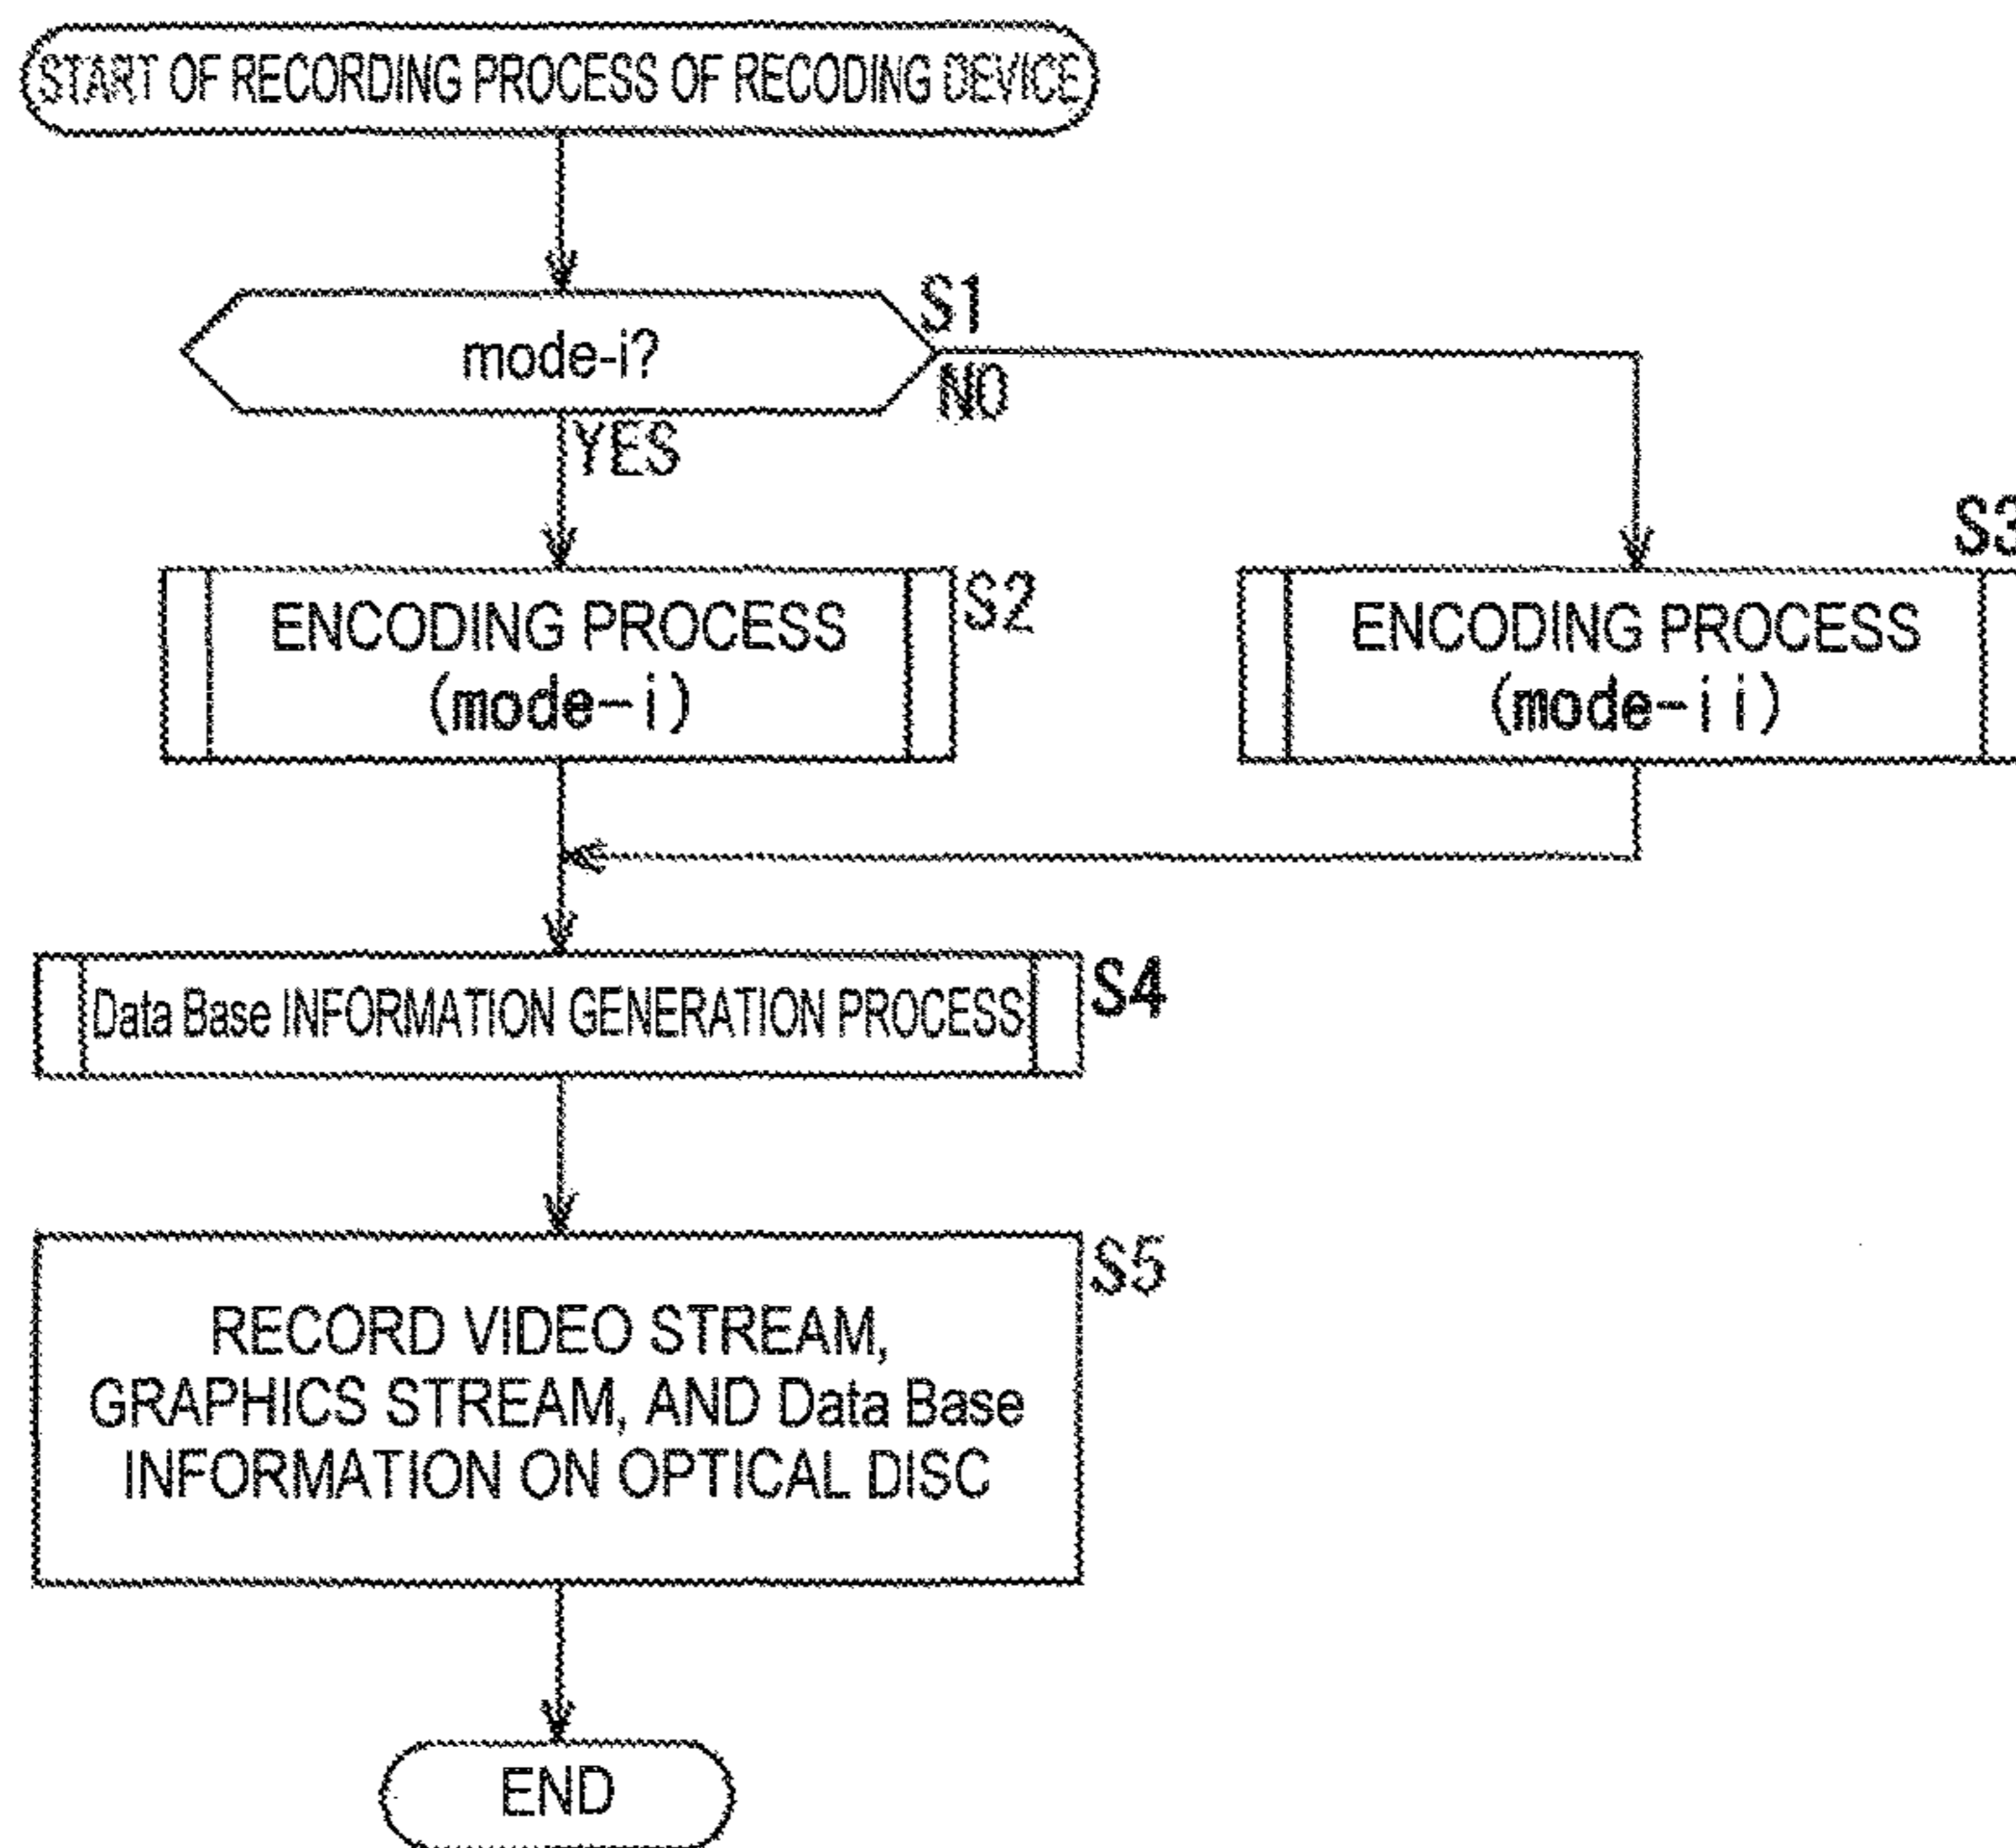 START OF RECORDING PROCESS OF RECODING DEVICE
S1
mode-i?
NO
YES
S3
S2
ENCODING PROCESS
(mode-i)
ENCODING PROCESS
(mode-ii)
Data Base INFORMATION GENERATION PROCESS
S4
S5
RECORD VIDEO STREAM,
GRAPHICS STREAM, AND Data Base
INFORMATION ON OPTICAL DISC
END